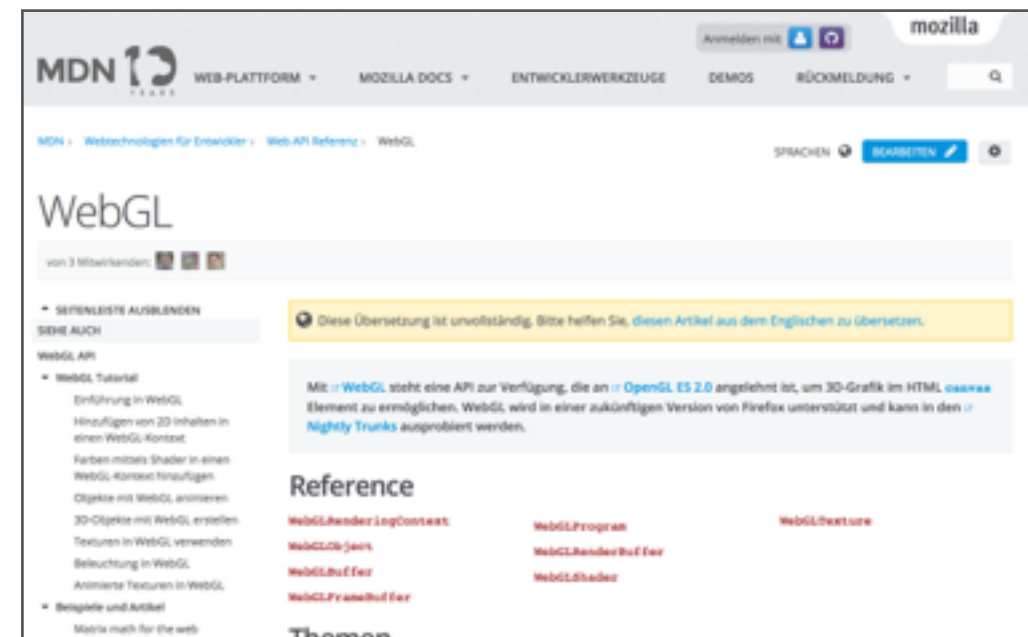 Anmelden mit
mozilla
MDN 10 YEARS
WEB-PLATTFORM MOZILLA DOCS ENTWICKLERWERKZEUGE DEMOS RÜCKMELDUNG
MDN > Webtechnologien für Entwickler > Web API Referenz > WebGL
SPRACHEN BEARBEITEN
WebGL
von 3 Mitwirkenden:
SEITENLEISTE AUSBLENDEN
SIEHE AUCH
WebGL API
WebGL Tutorial
Einführung in WebGL
Hinzufügen von 2D Inhalten in
einen WebGL-Kontext
Farben mittels Shader in einen
WebGL-Kontext hinzufügen
Objekte mit WebGL animieren
3D-Objekte mit WebGL erstellen
Texturen in WebGL verwenden
Beleuchtung in WebGL
Animierte Texturen in WebGL
Beispiele und Artikel
Matrix math for the web
Diese Übersetzung ist unvollständig. Bitte helfen Sie, diesen Artikel aus dem Englischen zu übersetzen.
Mit WebGL steht eine API zur Verfügung, die an OpenGL ES 2.0 angelehnt ist, um 3D-Grafik im HTML canvas
Element zu ermöglichen. WebGL wird in einer zukünftigen Version von Firefox unterstützt und kann in den
Nightly Trunks ausprobiert werden.
Reference
WebGLRenderingContext
WebGLObject
WebGLBuffer
WebGLFrameBuffer
WebGLProgram
WebGLRenderBuffer
WebGLShader
WebGLTexture
Themen